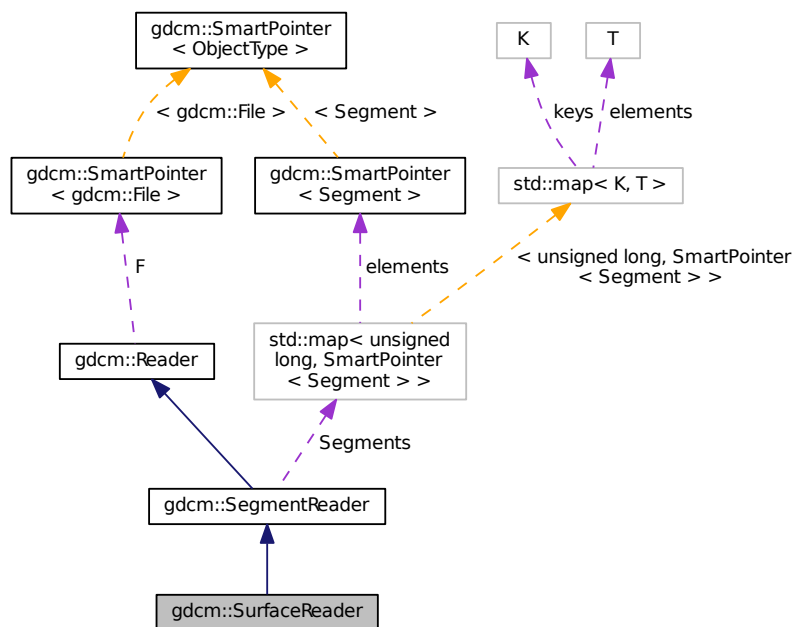 gdcm::SmartPointer
< ObjectType >
K
T
< gdcm::File >
< Segment >
keys
elements
gdcm::SmartPointer
< gdcm::File >
gdcm::SmartPointer
< Segment >
std::map< K, T >
F
elements
< unsigned long, SmartPointer
< Segment > >
gdcm::Reader
std::map< unsigned
long, SmartPointer
< Segment > >
Segments
gdcm::SegmentReader
gdcm::SurfaceReader